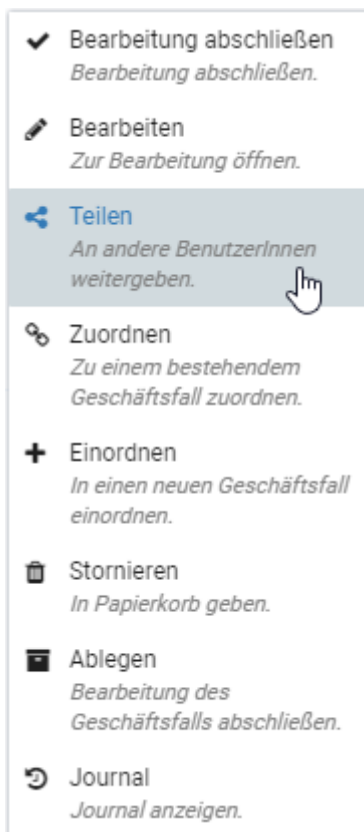 Bearbeitung abschließen
Bearbeitung abschließen.
Bearbeiten
Zur Bearbeitung öffnen.
Teilen
An andere BenutzerInnen
weitergeben.
Zuordnen
Zu einem bestehendem
Geschäftsfall zuordnen.
Einordnen
In einen neuen Geschäftsfall
einordnen.
Stornieren
In Papierkorb geben.
Ablegen
Bearbeitung des
Geschäftsfalls abschließen.
Journal
Journal anzeigen.